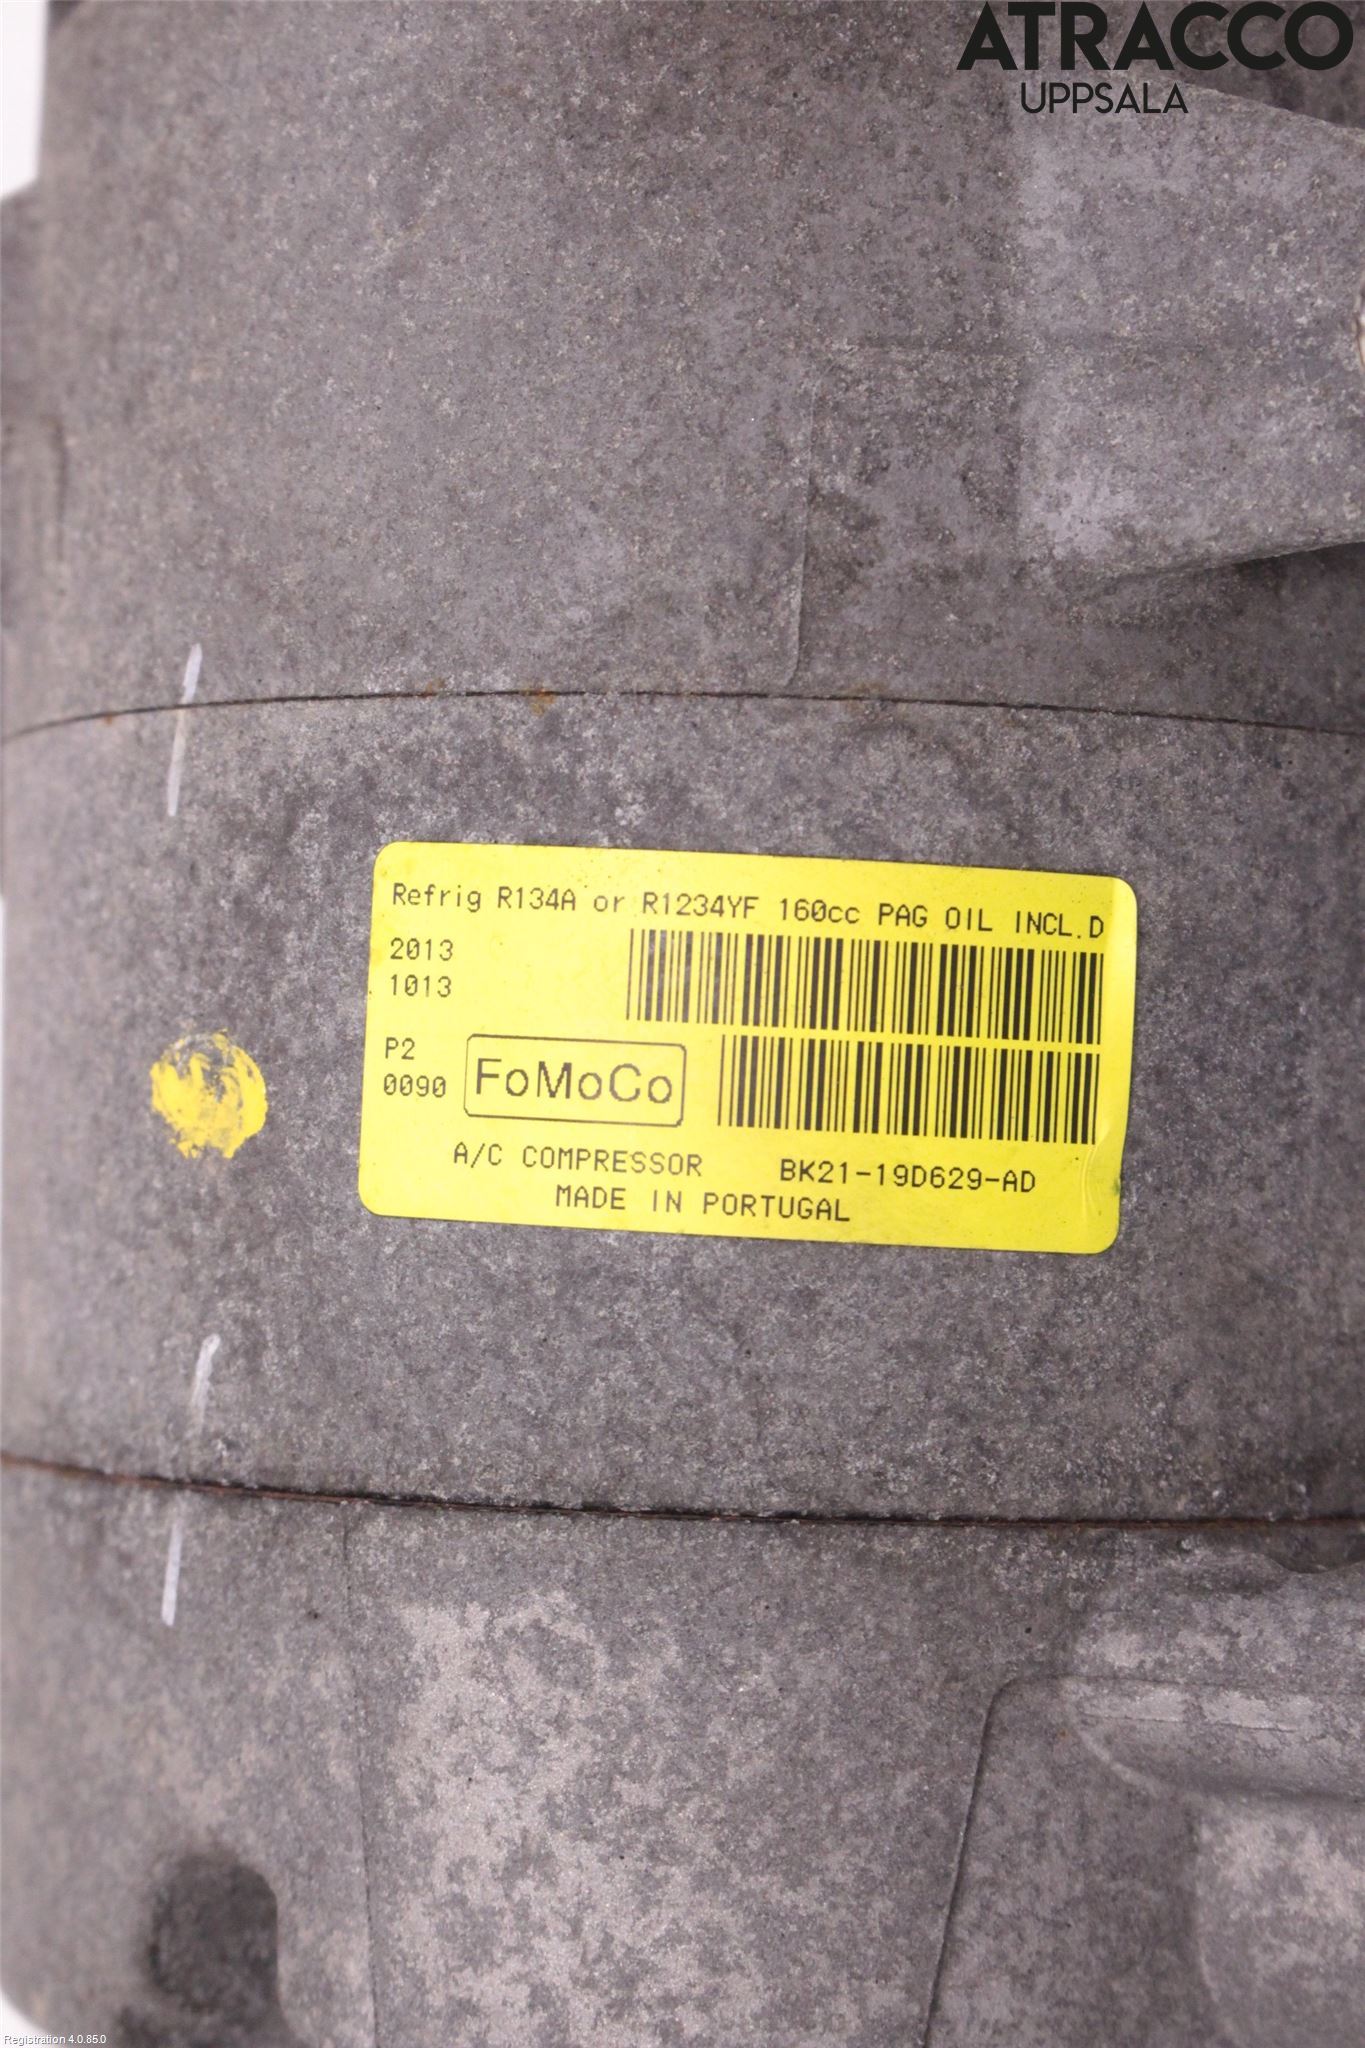 ATRACCO
UPPSALA
Refrig R134A or R1234YF 160cc PAG OIL INCL.D
2013
1013
P2
0090
FoMoCo
A/C COMPRESSOR BK21-19D629-AD
MADE IN PORTUGAL
Registration 4.0.85.0